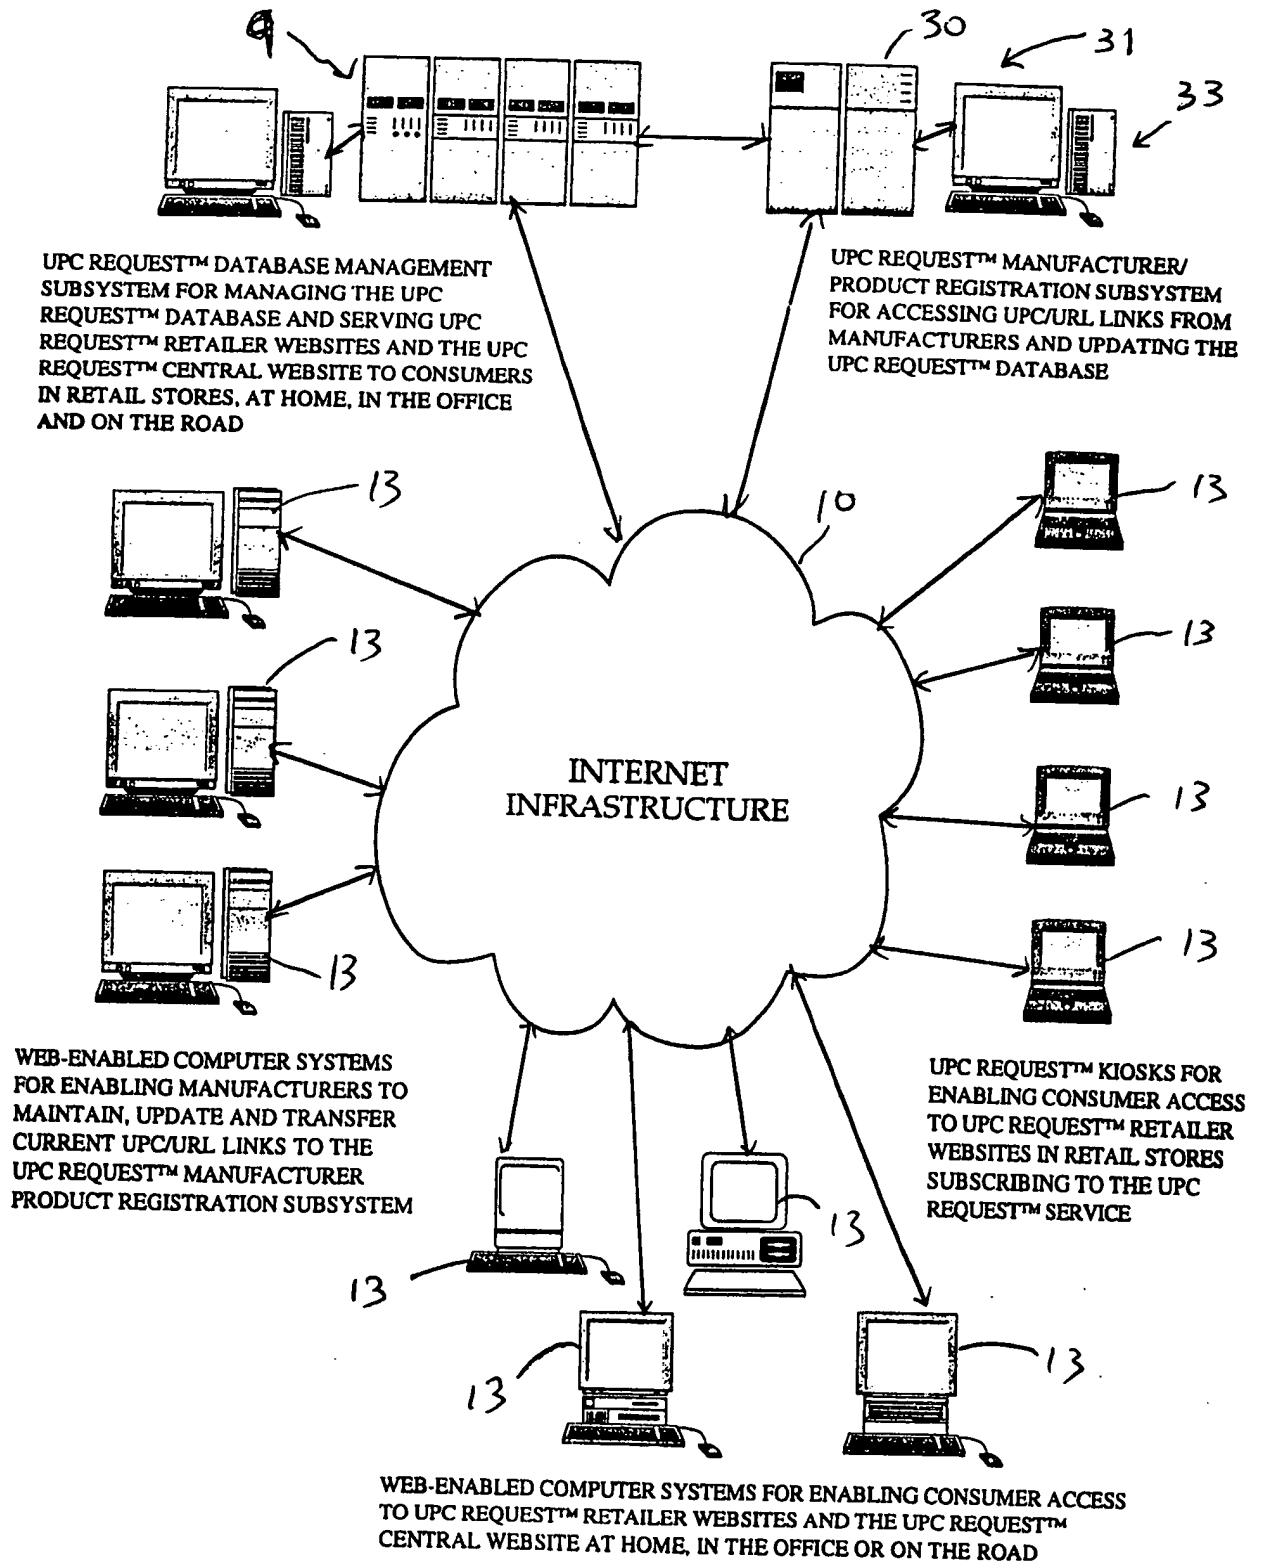 9
30
31
33
UPC REQUEST™ DATABASE MANAGEMENT
SUBSYSTEM FOR MANAGING THE UPC
REQUEST™ DATABASE AND SERVING UPC
REQUEST™ RETAILER WEBSITES AND THE UPC
REQUEST™ CENTRAL WEBSITE TO CONSUMERS
IN RETAIL STORES, AT HOME, IN THE OFFICE
AND ON THE ROAD
UPC REQUEST™ MANUFACTURER/
PRODUCT REGISTRATION SUBSYSTEM
FOR ACCESSING UPC/URL LINKS FROM
MANUFACTURERS AND UPDATING THE
UPC REQUEST™ DATABASE
13
13
10
13
13
INTERNET
INFRASTRUCTURE
13
13
13
WEB-ENABLED COMPUTER SYSTEMS
FOR ENABLING MANUFACTURERS TO
MAINTAIN, UPDATE AND TRANSFER
CURRENT UPC/URL LINKS TO THE
UPC REQUEST™ MANUFACTURER
PRODUCT REGISTRATION SUBSYSTEM
UPC REQUEST™ KIOSKS FOR
ENABLING CONSUMER ACCESS
TO UPC REQUEST™ RETAILER
WEBSITES IN RETAIL STORES
SUBSCRIBING TO THE UPC
REQUEST™ SERVICE
13
13
13
13
WEB-ENABLED COMPUTER SYSTEMS FOR ENABLING CONSUMER ACCESS
TO UPC REQUEST™ RETAILER WEBSITES AND THE UPC REQUEST™
CENTRAL WEBSITE AT HOME, IN THE OFFICE OR ON THE ROAD